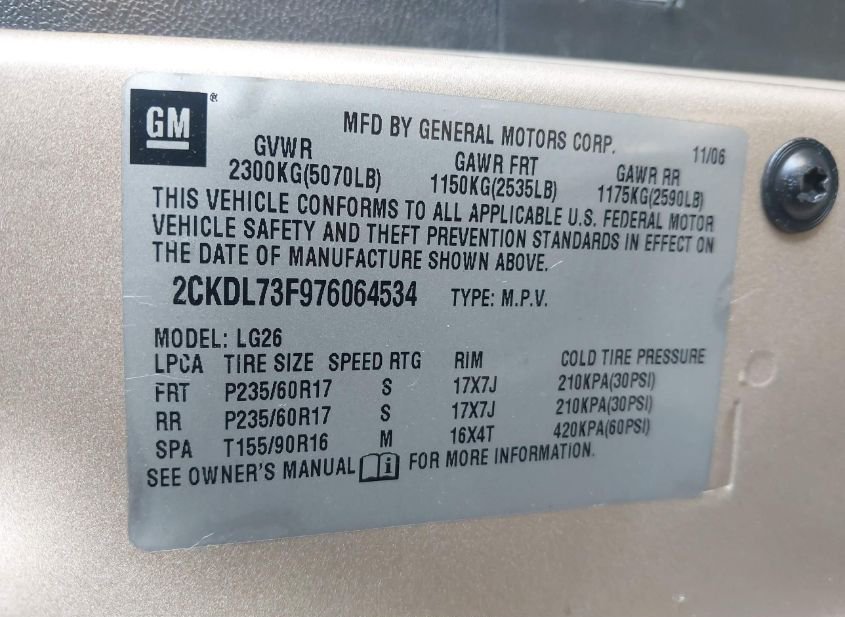 GM ®
MFD BY GENERAL MOTORS CORP. 11/06
GVWR GAWR FRT GAWR RR
2300KG(5070LB) 1150KG(2535LB) 1175KG(2590LB)
THIS VEHICLE CONFORMS TO ALL APPLICABLE U.S. FEDERAL MOTOR
VEHICLE SAFETY AND THEFT PREVENTION STANDARDS IN EFFECT ON
THE DATE OF MANUFACTURE SHOWN ABOVE.
2CKDL73F976064534 TYPE: M.P.V.
MODEL: LG26
LPCA TIRE SIZE SPEED RTG RIM COLD TIRE PRESSURE
FRT P235/60R17 S 17X7J 210KPA(30PSI)
RR P235/60R17 S 17X7J 210KPA(30PSI)
SPA T155/90R16 M 16X4T 420KPA(60PSI)
SEE OWNER'S MANUAL i FOR MORE INFORMATION.